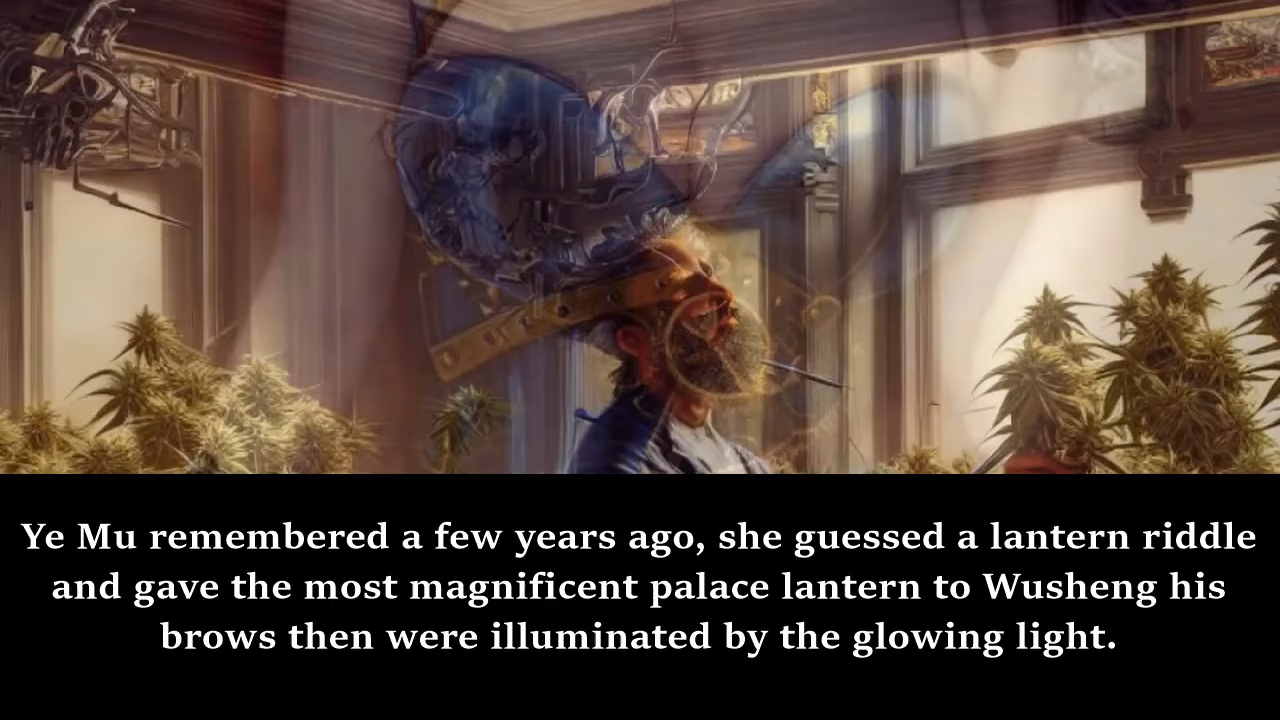 Ye Mu remembered a few years ago, she guessed a lantern riddle
and gave the most magnificent palace lantern to Wusheng his
brows then were illuminated by the glowing light.